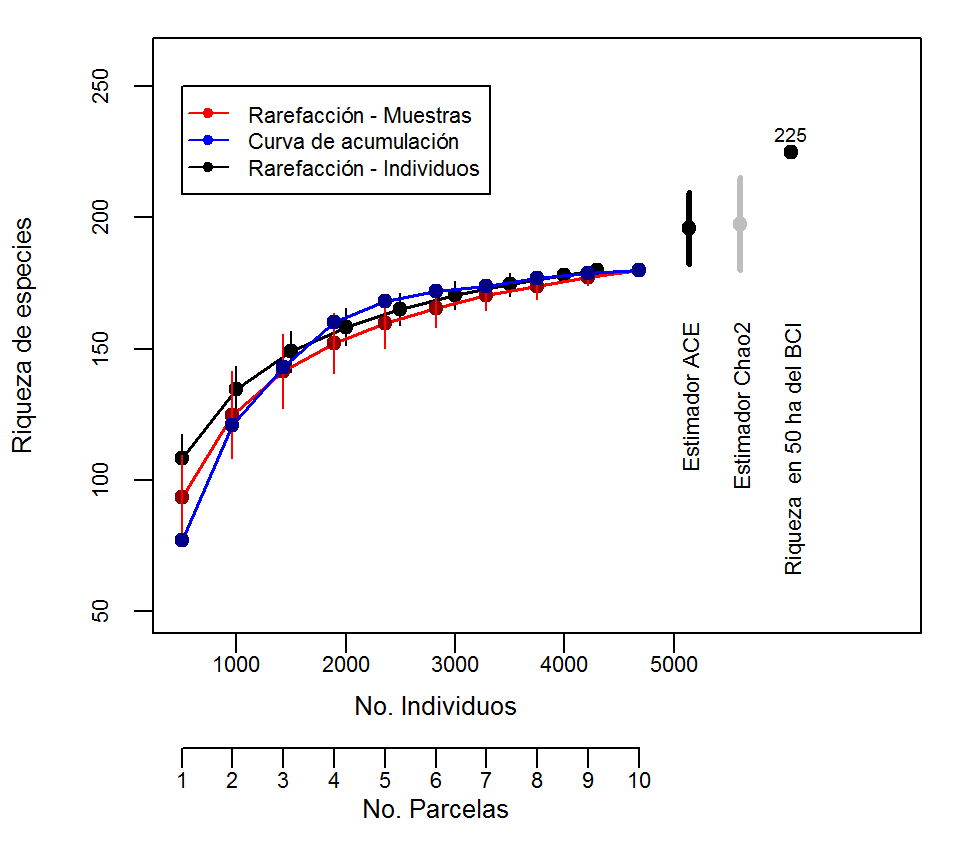 250
200
150
100
50
Riqueza de especies
Rarefacción - Muestras
Curva de acumulación
Rarefacción - Individuos
225
Estimador ACE
Estimador Chao2
Riqueza  en 50 ha del BCI
1000 2000 3000 4000 5000
No. Individuos
1 2 3 4 5 6 7 8 9 10
No. Parcelas